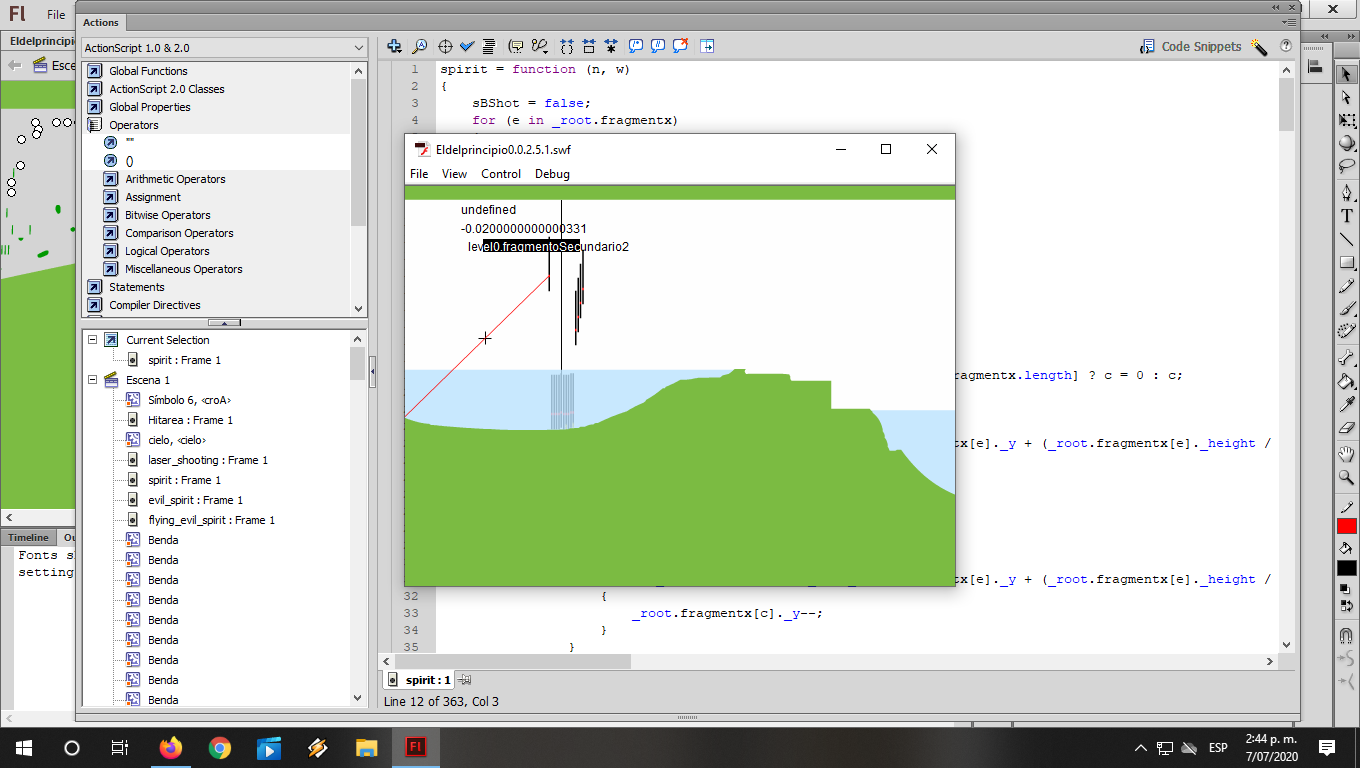 Fl File
Actions
Eldelprincipio
ActionScript 1.0 & 2.0
Code Snippets
Esce
Global Functions
ActionScript 2.0 Classes
Global Properties
Operators
""
()
Arithmetic Operators
Assignment
Bitwise Operators
Comparison Operators
Logical Operators
Miscellaneous Operators
Statements
Compiler Directives
Current Selection
spirit : Frame 1
Escena 1
Símbolo 6, <croA>
Hitarea : Frame 1
cielo, <cielo>
laser_shooting : Frame 1
spirit : Frame 1
evil_spirit : Frame 1
flying_evil_spirit : Frame 1
Benda
Benda
Benda
Benda
Benda
Benda
Benda
Benda
Benda
Timeline Ou
Fonts s
setting
1 spirit = function (n, w)
2 {
3 sBShot = false;
4 for (e in _root.fragmentx)
Eldelprincipio0.0.2.5.1.swf
File View Control Debug
undefined
-0.0200000000000331
level0.fragmentoSecundario2
ragmentx.length] ? c = 0 : c;
tx[e]._y + (_root.fragmentx[e]._height /
tx[e]._y + (_root.fragmentx[e]._height /
32 {
33 _root.fragmentx[c]._y--;
34 }
35 }
spirit : 1
Line 12 of 363, Col 3
Fl
ESP
2:44 p. m.
7/07/2020